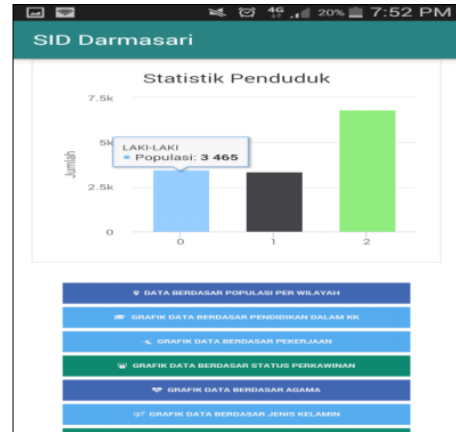 4G 20% 7:52 PM
SID Darmasari
Statistik Penduduk
7.5k
5k
2.5k
0
Jumlah
LAKI-LAKI
Populasi: 3 465
0 1 2
DATA BERDASAR POPULASI PER WILAYAH
GRAFIK DATA BERDASAR PENDIDIKAN DALAM KK
GRAFIK DATA BERDASAR PEKERJAAN
GRAFIK DATA BERDASAR STATUS PERKAWINAN
GRAFIK DATA BERDASAR AGAMA
GRAFIK DATA BERDASAR JENIS KELAMIN